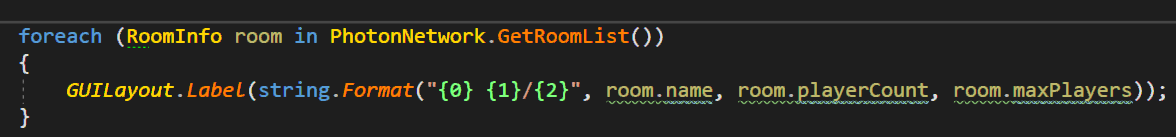 foreach (RoomInfo room in PhotonNetwork.GetRoomList())
{
GUILayout.Label(string.Format("{0} {1}/{2}", room.name, room.playerCount, room.maxPlayers));
}